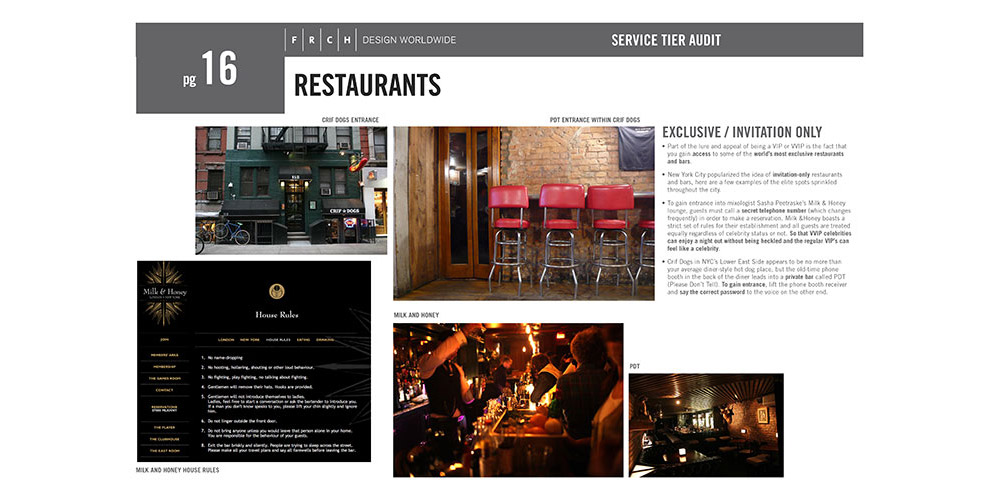 pg 16
F R C H DESIGN WORLDWIDE
SERVICE TIER AUDIT
RESTAURANTS
CRIF DOGS ENTRANCE
CRIF DOGS
PDT ENTRANCE WITHIN CRIF DOGS
EXCLUSIVE / INVITATION ONLY
• Part of the lure and appeal of being a VIP or VVIP is the fact that
you gain access to some of the world's most exclusive restaurants
and bars.
• New York City popularized the idea of invitation-only restaurants
and bars, here are a few examples of the elite spots sprinkled
throughout the city.
• To gain entrance into mixologist Sasha Peetraske's Milk & Honey
lounge, guests must call a secret telephone number (which changes
frequently) in order to make a reservation. Milk &Honey boasts a
strict set of rules for their establishment and all guests are treated
equally regardless of celebrity status or not. So that VVIP celebrities
can enjoy a night out without being heckled and the regular VIP's can
feel like a celebrity.
• Crif Dogs in NYC's Lower East Side appears to be no more than
your average diner-style hot dog place, but the old-time phone
booth in the back of the diner leads into a private bar called PDT
(Please Don't Tell). To gain entrance, lift the phone booth receiver
and say the correct password to the voice on the other end.
Milk & Honey
LONDON • NEW YORK
House Rules
LONDON NEW YORK HOUSE RULES EATING DRINKING
MEMBERS' AREA
MEMBERSHIP
THE GAMES ROOM
CONTACT
RESERVATIONS
THE PLAYER
THE CLUBHOUSE
THE EAST ROOM
1. No name-dropping
2. No hooting, hollering, shouting or other loud behaviour.
3. No fighting, play fighting, no talking about fighting.
4. Gentlemen will remove their hats. Hooks are provided.
5. Gentlemen will not introduce themselves to ladies.
Ladies, feel free to start a conversation or ask the bartender to introduce you.
If a man you don't know speaks to you, please lift your chin slightly and ignore
him.
6. Do not linger outside the front door.
7. Do not bring anyone unless you would leave that person alone in your home.
You are responsible for the behaviour of your guests.
8. Exit the bar briskly and silently. People are trying to sleep across the street.
Please make all your travel plans and say all farewells before leaving the bar.
MILK AND HONEY HOUSE RULES
MILK AND HONEY
PDT